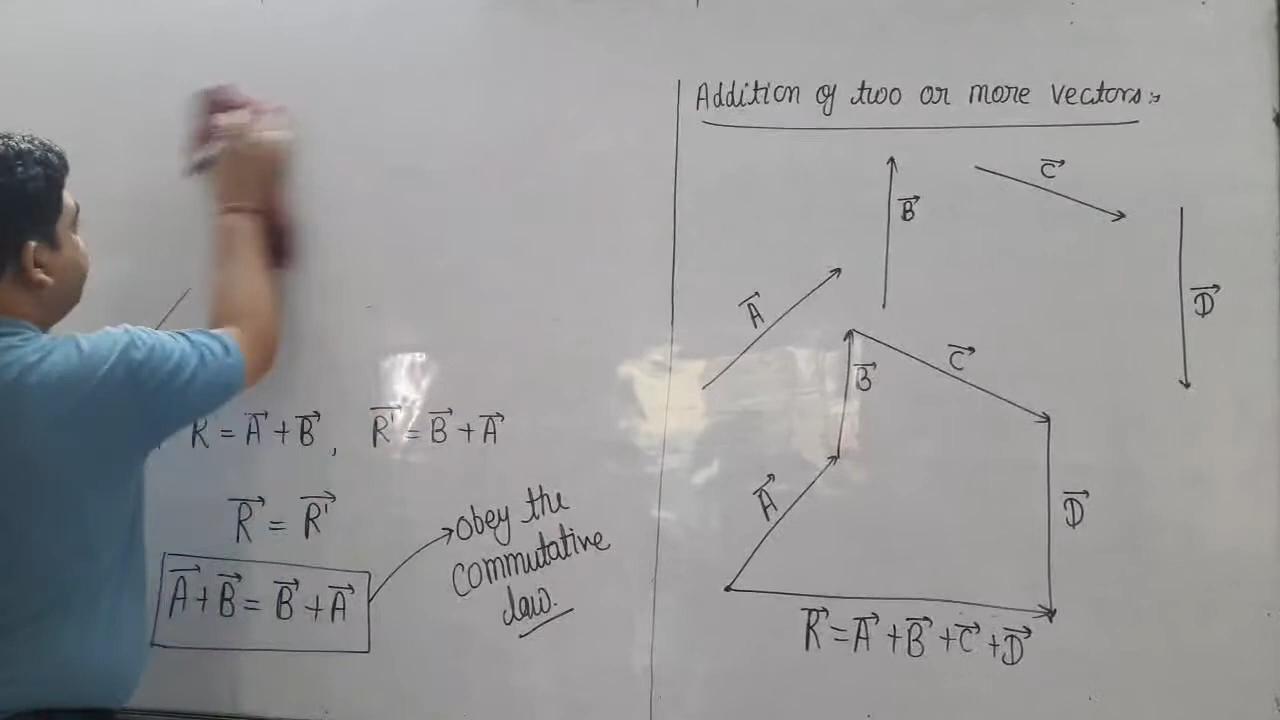 R⃗ = A⃗ + B⃗ , R⃗' = B⃗ + A⃗
R⃗ = R⃗'
A⃗ + B⃗ = B⃗ + A⃗
obey the
commutative
law.
Addition of two or more vectors :-
A⃗
B⃗
C⃗
D⃗
A⃗
B⃗
C⃗
D⃗
R⃗ = A⃗ + B⃗ + C⃗ + D⃗